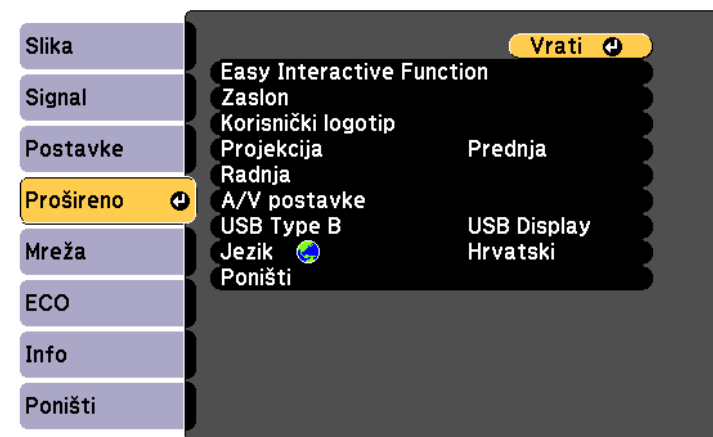 Slika
Signal
Postavke
Prošireno
Mreža
ECO
Info
Poništi
Vrati
Easy Interactive Function
Zaslon
Korisnički logotip
Projekcija Prednja
Radnja
A/V postavke
USB Type B USB Display
Jezik Hrvatski
Poništi